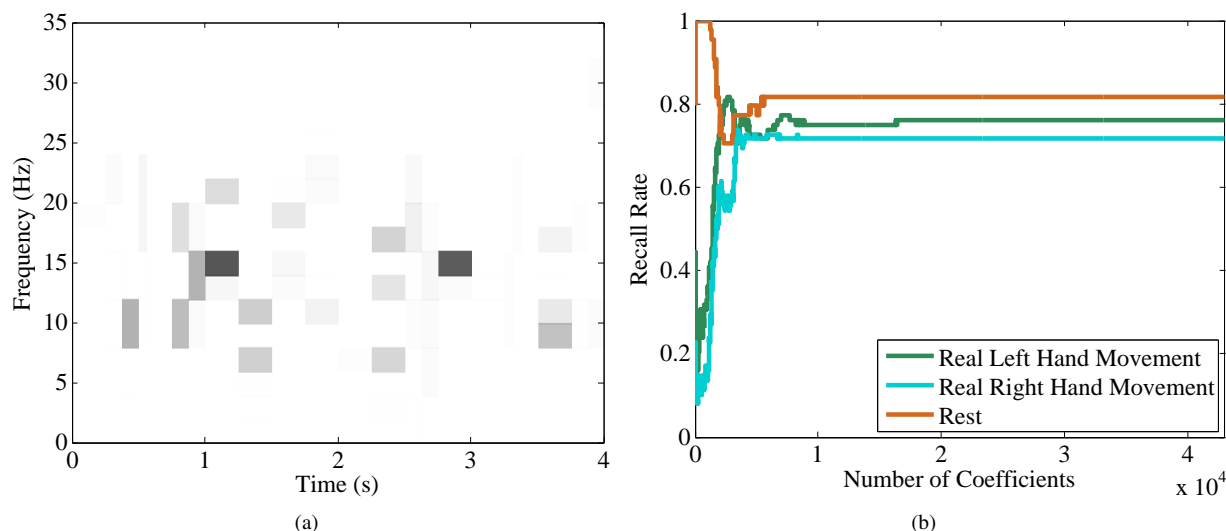 35
30
25
20
15
10
5
0
Frequency (Hz)
0
1
2
3
4
Time (s)
(a)
1
0.8
0.6
0.4
0.2
0
Recall Rate
Real Left Hand Movement
Real Right Hand Movement
Rest
0
1
2
3
4
Number of Coefficients
x 10^4
(b)